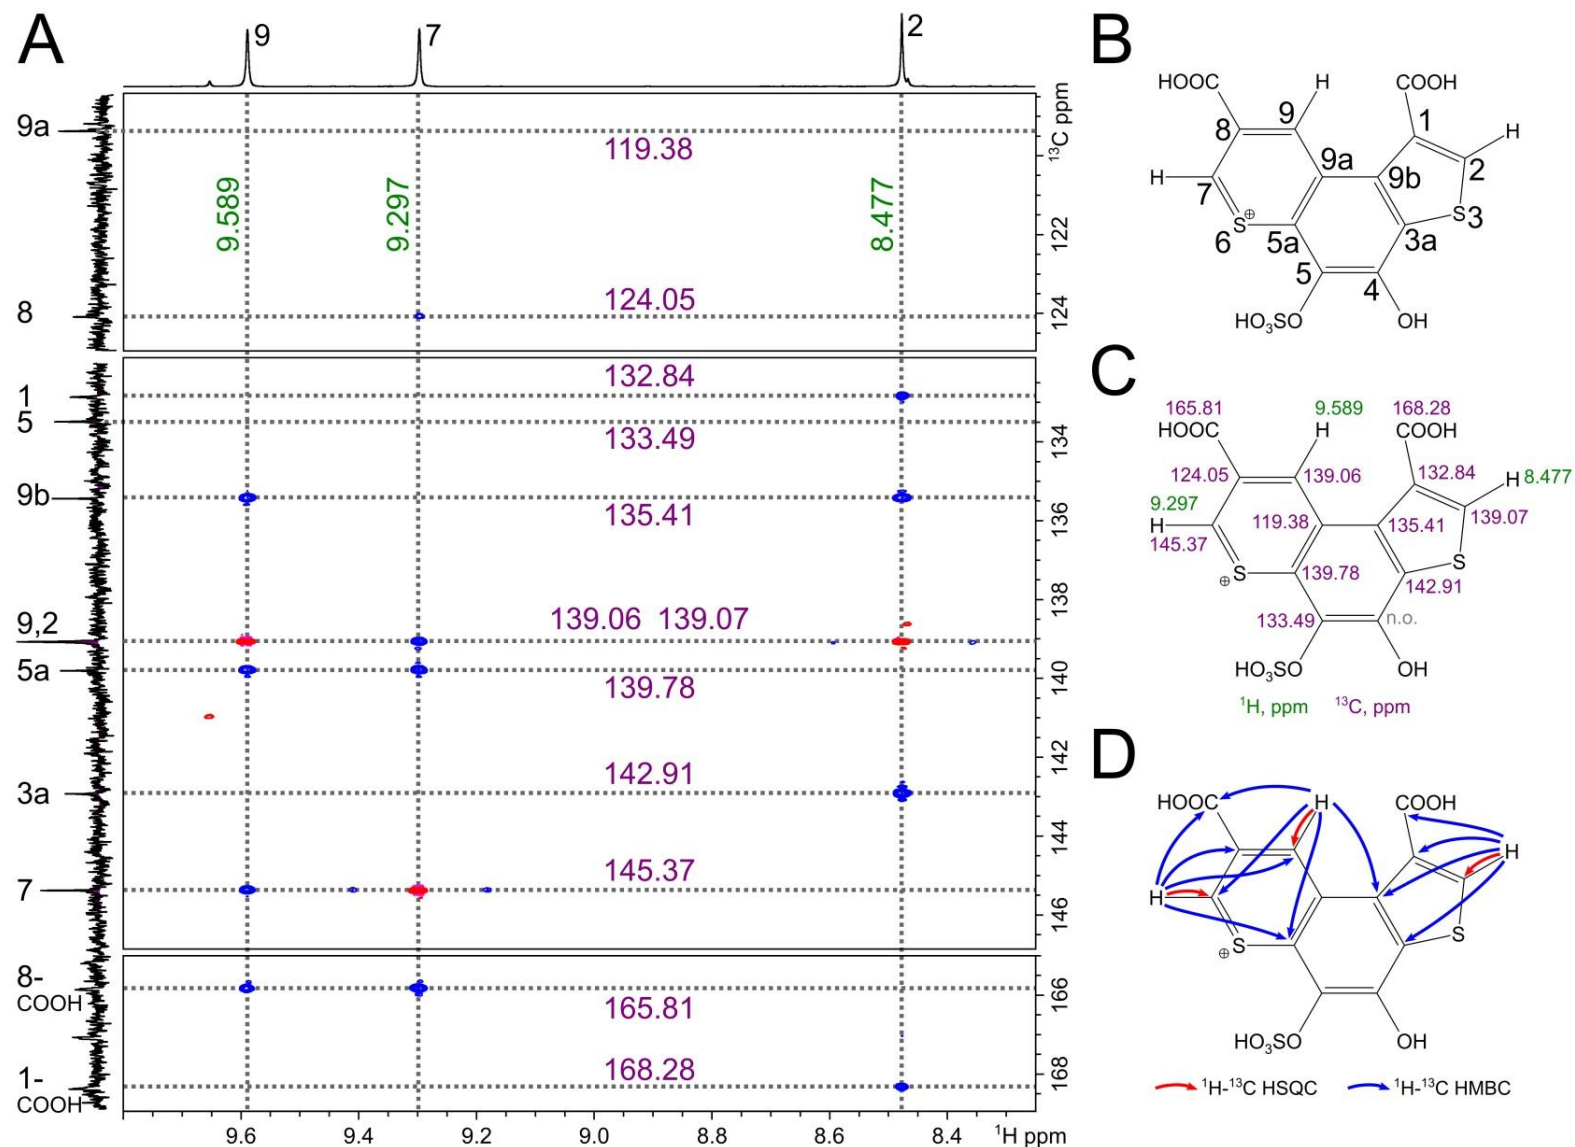 A
9
7
2
9a
119.38
¹³C ppm
9.589
9.297
8.477
122
8
124.05
124
1
132.84
5
133.49
134
9b
135.41
136
138
9,2
139.06 139.07
5a
139.78
140
142
3a
142.91
144
7
145.37
146
8-
COOH
165.81
166
1-
COOH
168.28
168
9.6
9.4
9.2
9.0
8.8
8.6
8.4
¹H ppm
B
HOOC
H
COOH
8
9
1
H
9a
2
H
7
9b
S3
S
⊕
6
5a
3a
5
4
HO₃SO
OH
C
165.81
9.589
168.28
HOOC
H
COOH
124.05
139.06
132.84
H 8.477
9.297
H
119.38
135.41
139.07
145.37
S
⊕
139.78
S
142.91
133.49
n.o.
HO₃SO
OH
¹H, ppm
¹³C, ppm
D
HOOC
H
COOH
H
H
S
⊕
S
HO₃SO
OH
¹H-¹³C HSQC
¹H-¹³C HMBC